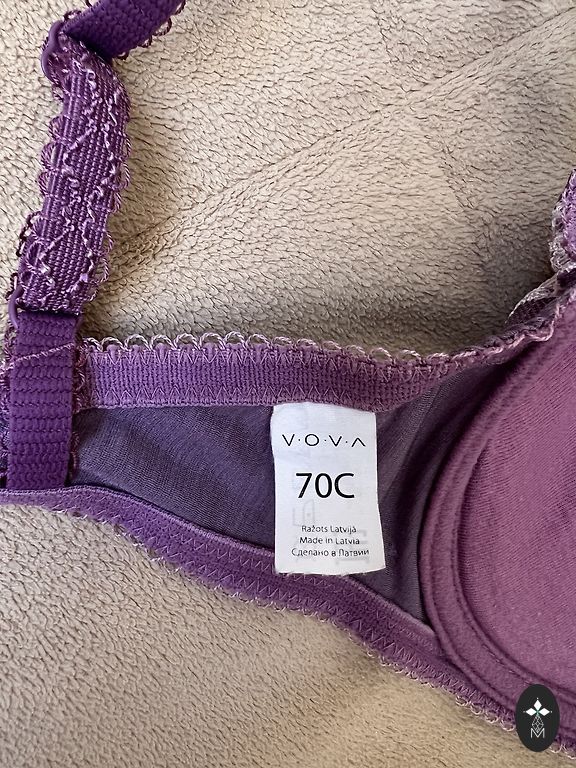 V·O·V·A
70C
Ražots Latvijā
Made in Latvia
Сделано в Латвии